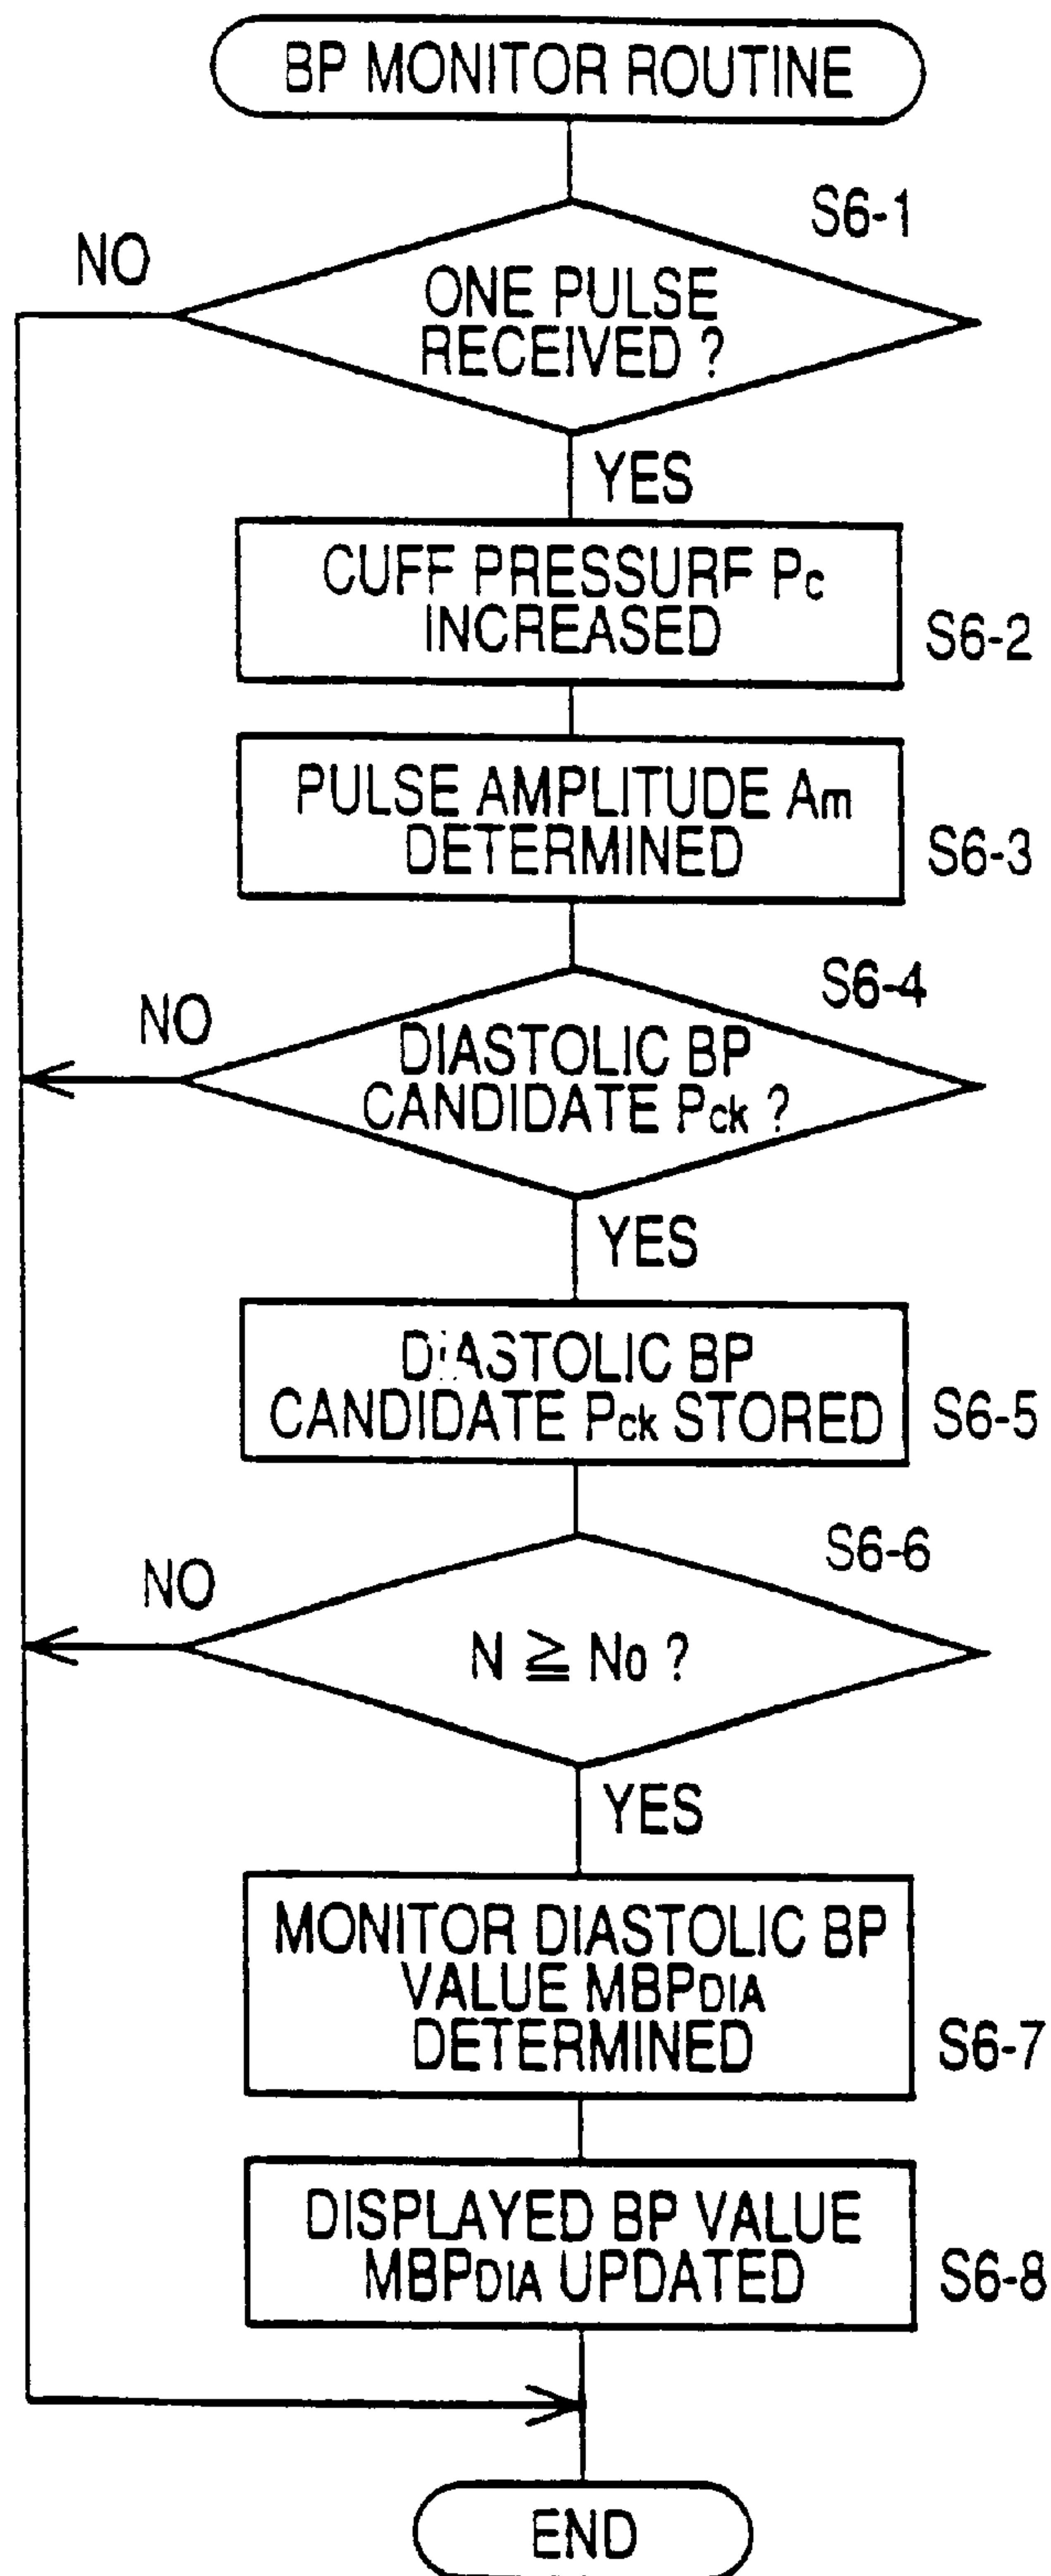 BP MONITOR ROUTINE
S6-1
NO
ONE PULSE
RECEIVED ?
YES
CUFF PRESSURF Pc
INCREASED
S6-2
PULSE AMPLITUDE Am
DETERMINED
S6-3
S6-4
NO
DIASTOLIC BP
CANDIDATE Pck ?
YES
DiASTOLIC BP
CANDIDATE Pck STORED
S6-5
S6-6
NO
N ≧ No ?
YES
MONITOR DIASTOLIC BP
VALUE MBPDIA
DETERMINED
S6-7
DISPLAYED BP VALUE
MBPDIA UPDATED
S6-8
END